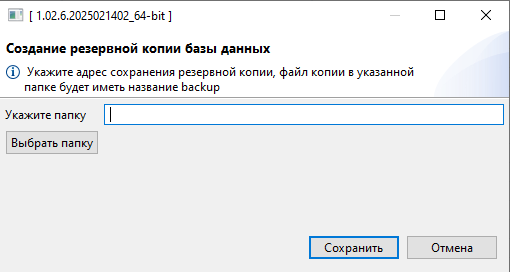 [ 1.02.6.2025021402_64-bit ]
Создание резервной копии базы данных
Укажите адрес сохранения резервной копии, файл копии в указанной
папке будет иметь название backup
Укажите папку
Выбрать папку
Сохранить Отмена